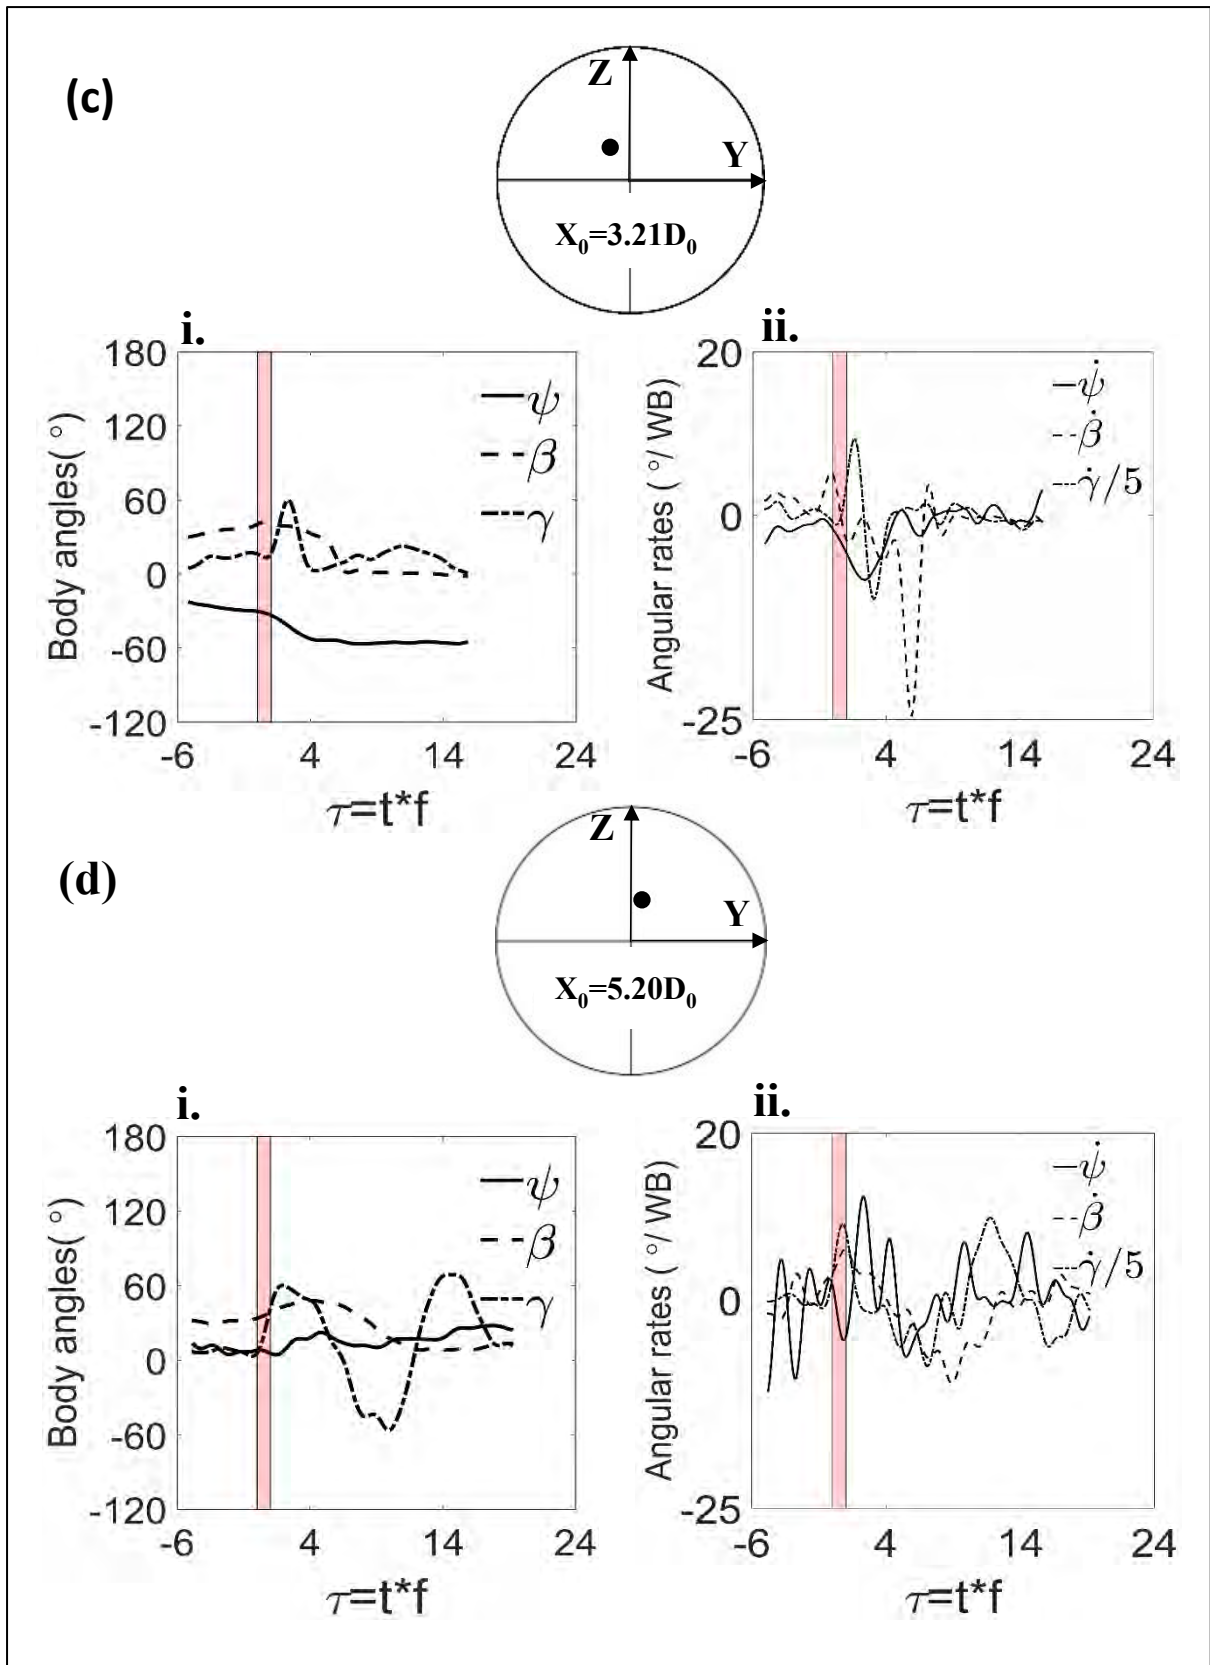 (c)
Z
Y
X₀=3.21D₀
i.
180
120
60
0
-60
-120
-6 4 14 24
Body angles( °)
τ=t*f
ψ
β
γ
ii.
20
0
-25
-6 4 14 24
Angular rates ( °/ WB)
τ=t*f
ψ̇
β̇
γ̇/5
(d)
Z
Y
X₀=5.20D₀
i.
180
120
60
0
-60
-120
-6 4 14 24
Body angles( °)
τ=t*f
ψ
β
γ
ii.
20
0
-25
-6 4 14 24
Angular rates ( °/ WB)
τ=t*f
ψ̇
β̇
γ̇/5